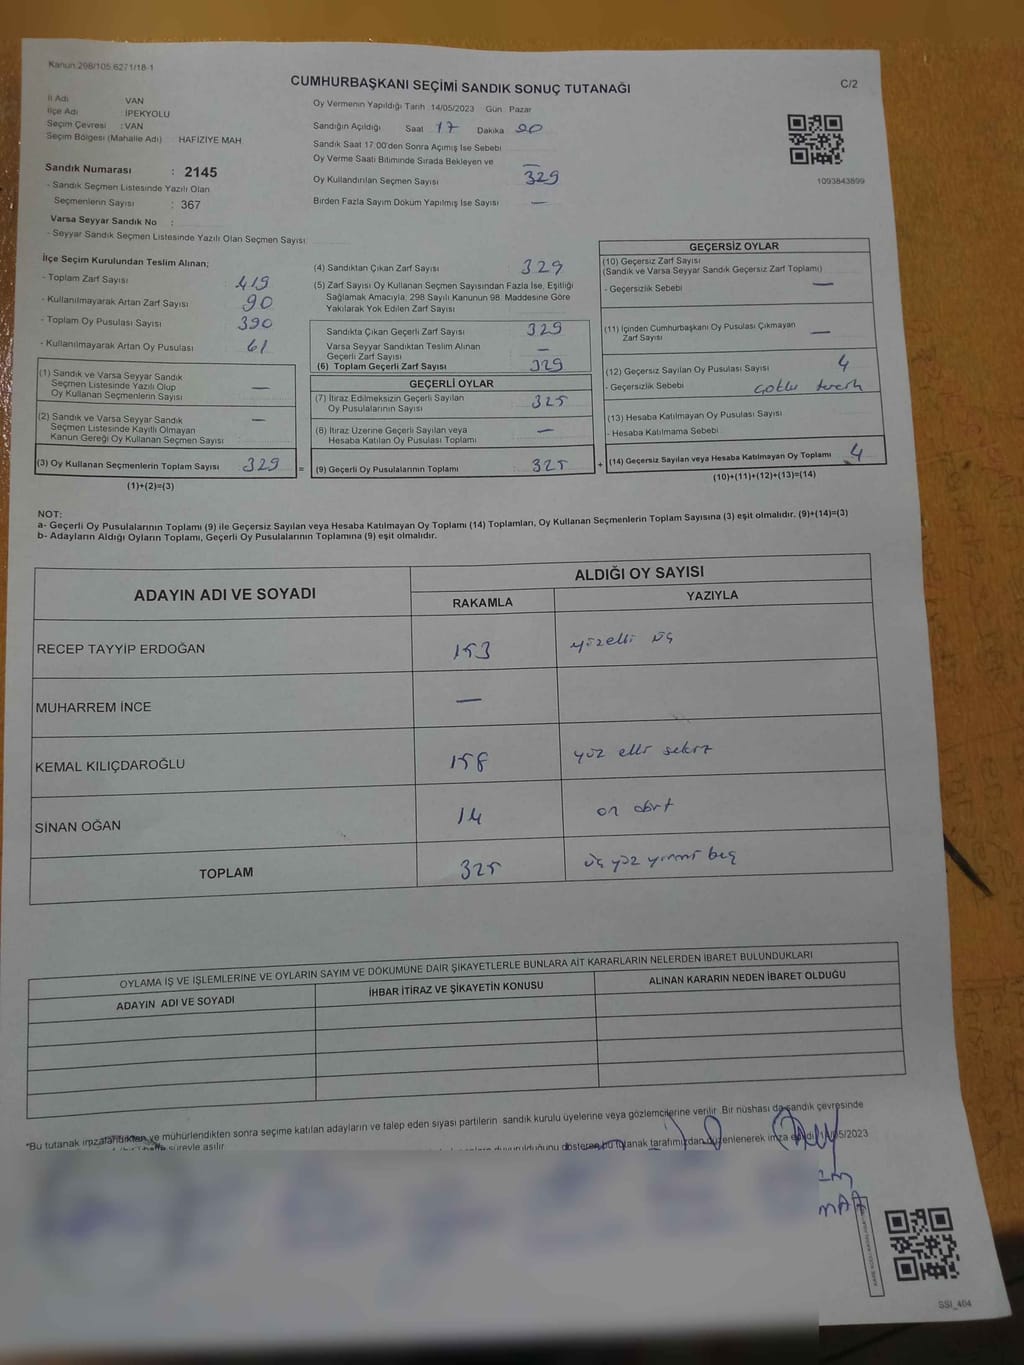 Kanun:298/105.6271/18-1
CUMHURBAŞKANI SEÇİMİ SANDIK SONUÇ TUTANAĞI
C/2
İl Adı VAN
İlçe Adı İPEKYOLU
Seçim Çevresi : VAN
Seçim Bölgesi (Mahalle Adı) HAFIZIYE MAH
Sandık Numarası : 2145
- Sandık Seçmen Listesinde Yazılı Olan
Seçmenlerin Sayısı : 367
Varsa Seyyar Sandık No :
- Seyyar Sandık Seçmen Listesinde Yazılı Olan Seçmen Sayısı:
Oy Vermenin Yapıldığı Tarih 14/05/2023 Gün Pazar
Sandığın Açıldığı Saat 17 Dakika 20
Sandık Saat 17.00'den Sonra Açılmış İse Sebebi
Oy Verme Saati Bitiminde Sırada Bekleyen ve —
Oy Kullandırılan Seçmen Sayısı 329
Birden Fazla Sayım Döküm Yapılmış İse Sayısı —
1093843899
İlçe Seçim Kurulundan Teslim Alınan;
- Toplam Zarf Sayısı 419
- Kullanılmayarak Artan Zarf Sayısı 90
- Toplam Oy Pusulası Sayısı 390
- Kullanılmayarak Artan Oy Pusulası 61
(1) Sandık ve Varsa Seyyar Sandık
Seçmen Listesinde Yazılı Olup
Oy Kullanan Seçmenlerin Sayısı —
(2) Sandık ve Varsa Seyyar Sandık
Seçmen Listesinde Kayıtlı Olmayan
Kanun Gereği Oy Kullanan Seçmen Sayısı —
(3) Oy Kullanan Seçmenlerin Toplam Sayısı 329
(1)+(2)=(3)
(4) Sandıktan Çıkan Zarf Sayısı 329
(5) Zarf Sayısı Oy Kullanan Seçmen Sayısından Fazla İse, Eşitliği
Sağlamak Amacıyla, 298 Sayılı Kanunun 98. Maddesine Göre
Yakılarak Yok Edilen Zarf Sayısı
Sandıkta Çıkan Geçerli Zarf Sayısı 329
Varsa Seyyar Sandıktan Teslim Alınan
Geçerli Zarf Sayısı —
(6) Toplam Geçerli Zarf Sayısı 329
GEÇERLİ OYLAR
(7) İtiraz Edilmeksizin Geçerli Sayılan
Oy Pusulalarının Sayısı 325
(8) İtiraz Üzerine Geçerli Sayılan veya
Hesaba Katılan Oy Pusulası Toplamı —
= (9) Geçerli Oy Pusulalarının Toplamı 325
GEÇERSİZ OYLAR
(10) Geçersiz Zarf Sayısı
(Sandık ve Varsa Seyyar Sandık Geçersiz Zarf Toplamı)
- Geçersizlik Sebebi —
(11) İçinden Cumhurbaşkanı Oy Pusulası Çıkmayan
Zarf Sayısı —
(12) Geçersiz Sayılan Oy Pusulası Sayısı 4
- Geçersizlik Sebebi çoklu tercih
(13) Hesaba Katılmayan Oy Pusulası Sayısı
- Hesaba Katılmama Sebebi
+ (14) Geçersiz Sayılan veya Hesaba Katılmayan Oy Toplamı 4
(10)+(11)+(12)+(13)=(14)
NOT:
a- Geçerli Oy Pusulalarının Toplamı (9) ile Geçersiz Sayılan veya Hesaba Katılmayan Oy Toplamı (14) Toplamları, Oy Kullanan Seçmenlerin Toplam Sayısına (3) eşit olmalıdır. (9)+(14)=(3)
b- Adayların Aldığı Oyların Toplamı, Geçerli Oy Pusulalarının Toplamına (9) eşit olmalıdır.
ADAYIN ADI VE SOYADI
ALDIĞI OY SAYISI
RAKAMLA YAZIYLA
RECEP TAYYİP ERDOĞAN 153 yüzelli üç
MUHARREM İNCE —
KEMAL KILIÇDAROĞLU 158 yüz elli sekiz
SİNAN OĞAN 14 on dört
TOPLAM 325 üç yüz yirmi beş
OYLAMA İŞ VE İŞLEMLERİNE VE OYLARIN SAYIM VE DÖKÜMÜNE DAİR ŞİKAYETLERLE BUNLARA AİT KARARLARIN NELERDEN İBARET BULUNDUKLARI
ADAYIN ADI VE SOYADI İHBAR İTİRAZ VE ŞİKAYETİN KONUSU ALINAN KARARIN NEDEN İBARET OLDUĞU
*Bu tutanak imzalandıktan ve mühürlendikten sonra seçime katılan adayların ve talep eden siyasi partilerin sandık kurulu üyelerine veya gözlemcilerine verilir. Bir nüshası da sandık çevresinde
süreyle asılır. duyurulduğunu gösteren bu tutanak tarafımızdan düzenlenerek imza edildi.
SSI_404